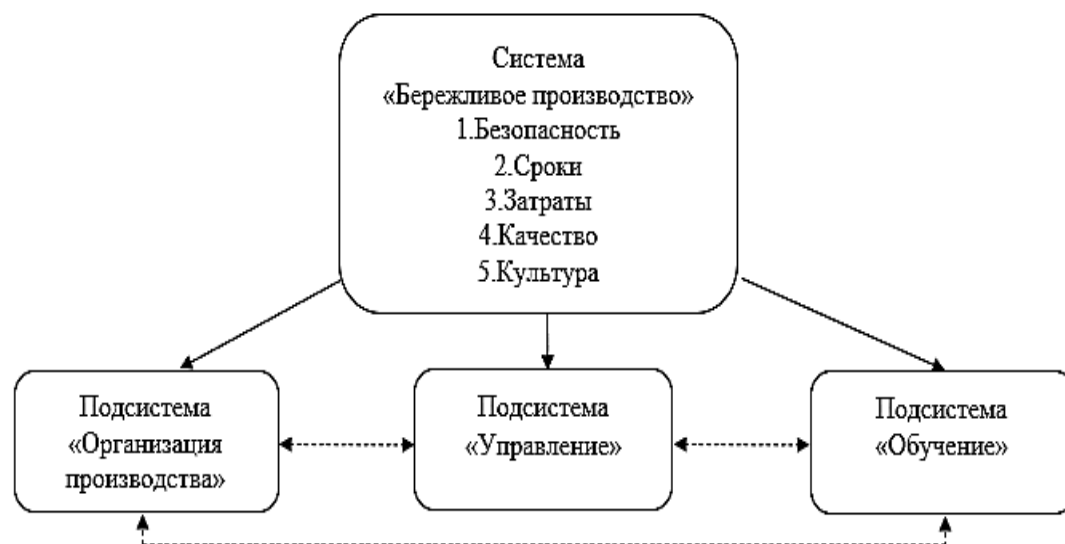 Система
«Бережливое производство»
1.Безопасность
2.Сроки
3.Затраты
4.Качество
5.Культура
Подсистема
«Организация
производства»
Подсистема
«Управление»
Подсистема
«Обучение»